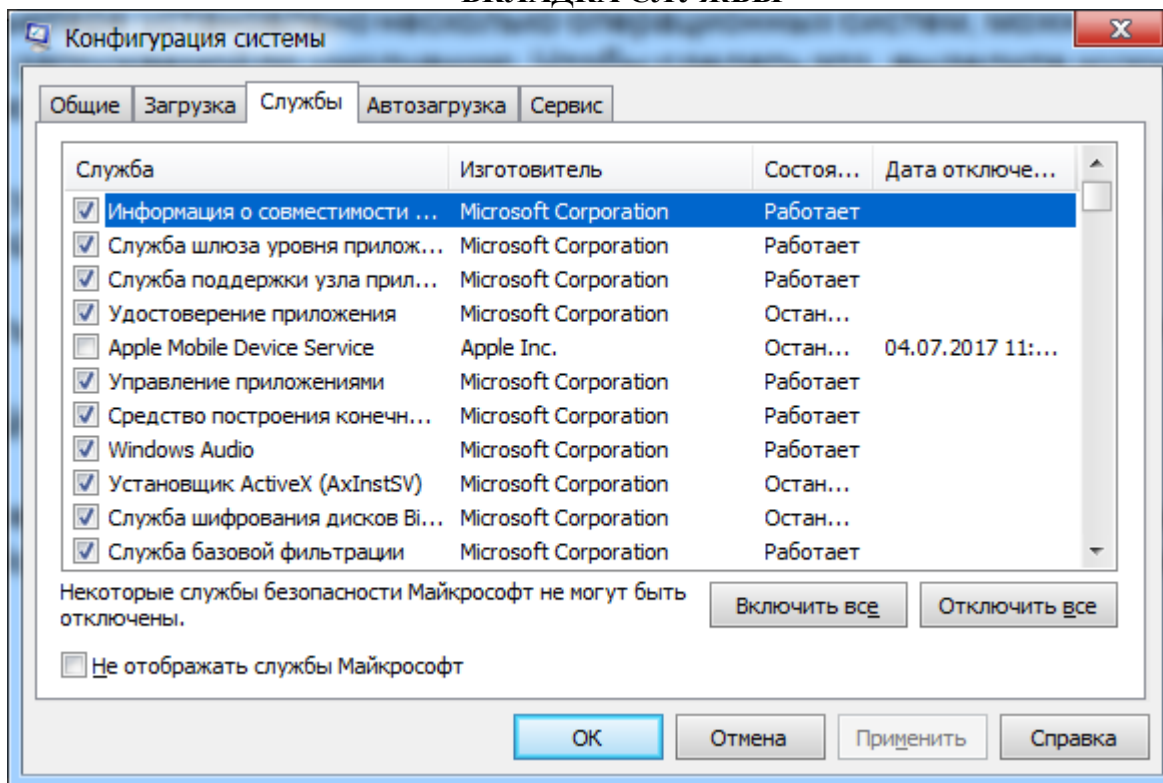 ВКЛАДКА СЛУЖБЫ
Конфигурация системы
Общие Загрузка Службы Автозагрузка Сервис
Служба Изготовитель Состоя... Дата отключе...
Информация о совместимости ... Microsoft Corporation Работает
Служба шлюза уровня прилож... Microsoft Corporation Работает
Служба поддержки узла прил... Microsoft Corporation Работает
Удостоверение приложения Microsoft Corporation Остан...
Apple Mobile Device Service Apple Inc. Остан... 04.07.2017 11:...
Управление приложениями Microsoft Corporation Работает
Средство построения конечн... Microsoft Corporation Работает
Windows Audio Microsoft Corporation Работает
Установщик ActiveX (AxInstSV) Microsoft Corporation Остан...
Служба шифрования дисков Bi... Microsoft Corporation Остан...
Служба базовой фильтрации Microsoft Corporation Работает
Некоторые службы безопасности Майкрософт не могут быть
отключены.
Включить все Отключить все
Не отображать службы Майкрософт
ОК Отмена Применить Справка